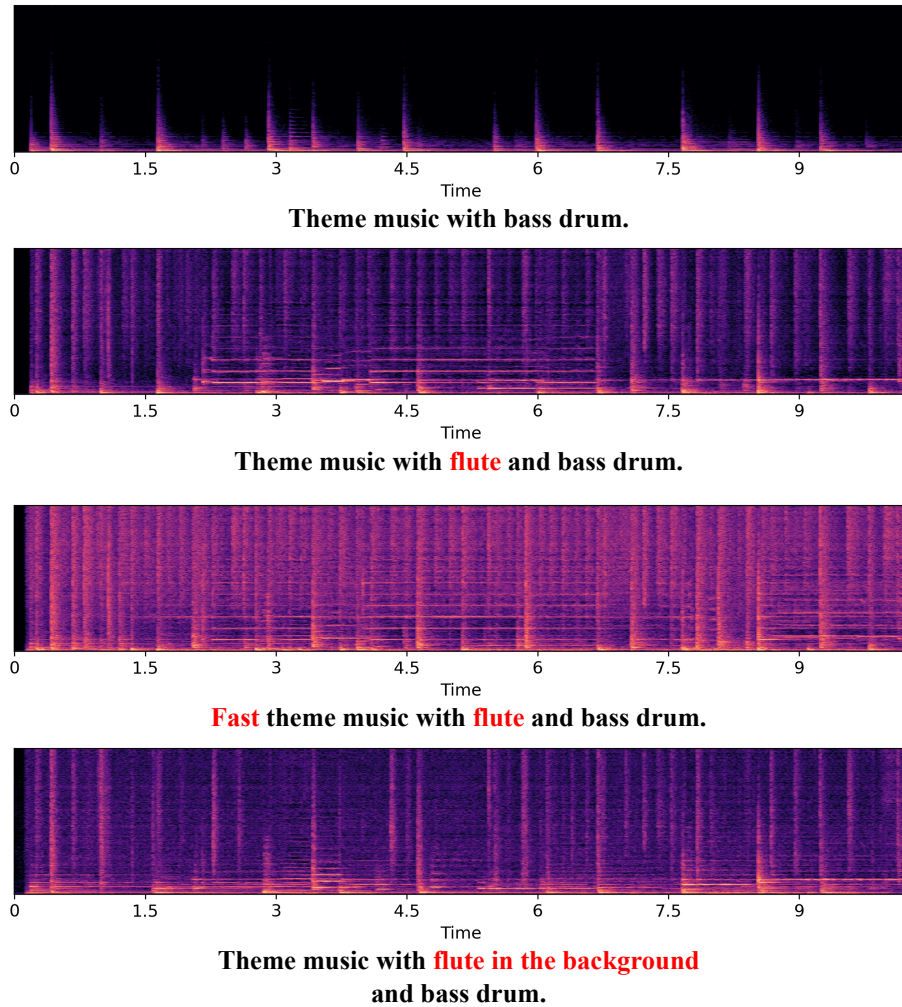 0 1.5 3 4.5 6 7.5 9
Time
Theme music with bass drum.
0 1.5 3 4.5 6 7.5 9
Time
Theme music with flute and bass drum.
0 1.5 3 4.5 6 7.5 9
Time
Fast theme music with flute and bass drum.
0 1.5 3 4.5 6 7.5 9
Time
Theme music with flute in the background
and bass drum.